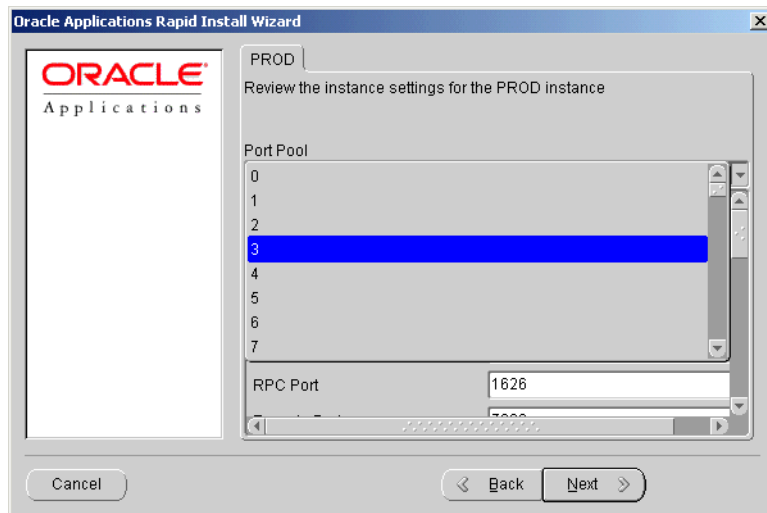 Oracle Applications Rapid Install Wizard
ORACLE
Applications
PROD
Review the instance settings for the PROD instance
Port Pool
0
1
2
3
4
5
6
7
RPC Port 1626
Cancel
Back
Next